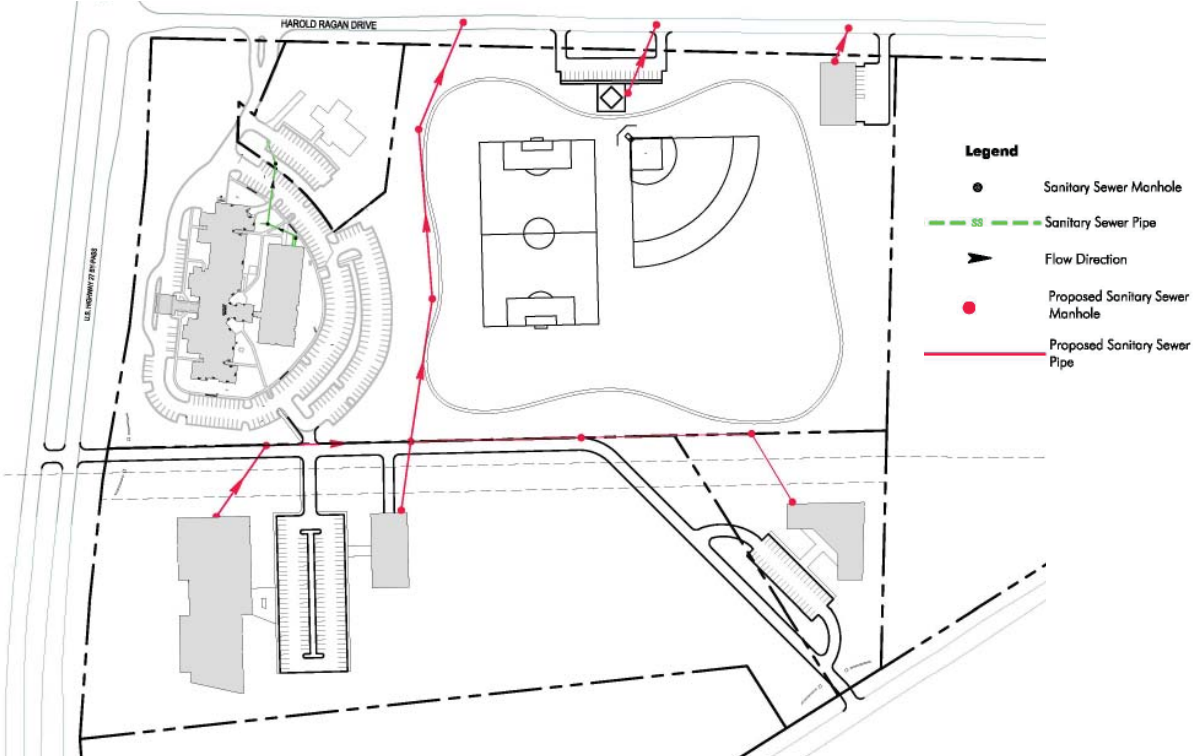 HAROLD RAGAN DRIVE
U.S. HIGHWAY 27 BY-PASS
Legend
Sanitary Sewer Manhole
SS
Sanitary Sewer Pipe
Flow Direction
Proposed Sanitary Sewer
Manhole
Proposed Sanitary Sewer
Pipe